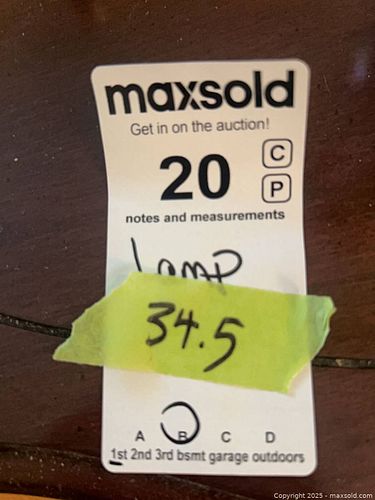 maxsold
Get in on the auction!
C
20
P
notes and measurements
Lamp
34.5
A B C D
1st 2nd 3rd bsmt garage outdoors
Copyright 2025 - maxsold.com